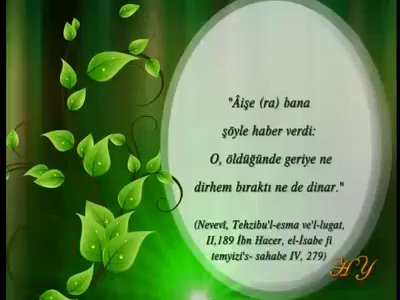 "Âişe (ra) bana
şöyle haber verdi:
O, öldüğünde geriye ne
dirhem bıraktı ne de dinar."
(Nevevî, Tehzibu'l-esma ve'l-lugat,
II,189 İbn Hacer, el-İsabe fi
temyizi's- sahabe IV, 279)
HY